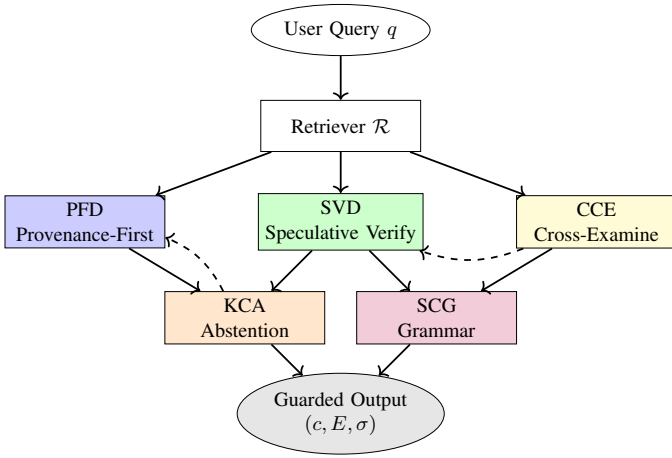 User Query q
Retriever ℛ
PFD
Provenance-First
SVD
Speculative Verify
CCE
Cross-Examine
KCA
Abstention
SCG
Grammar
Guarded Output
(c, E, σ)